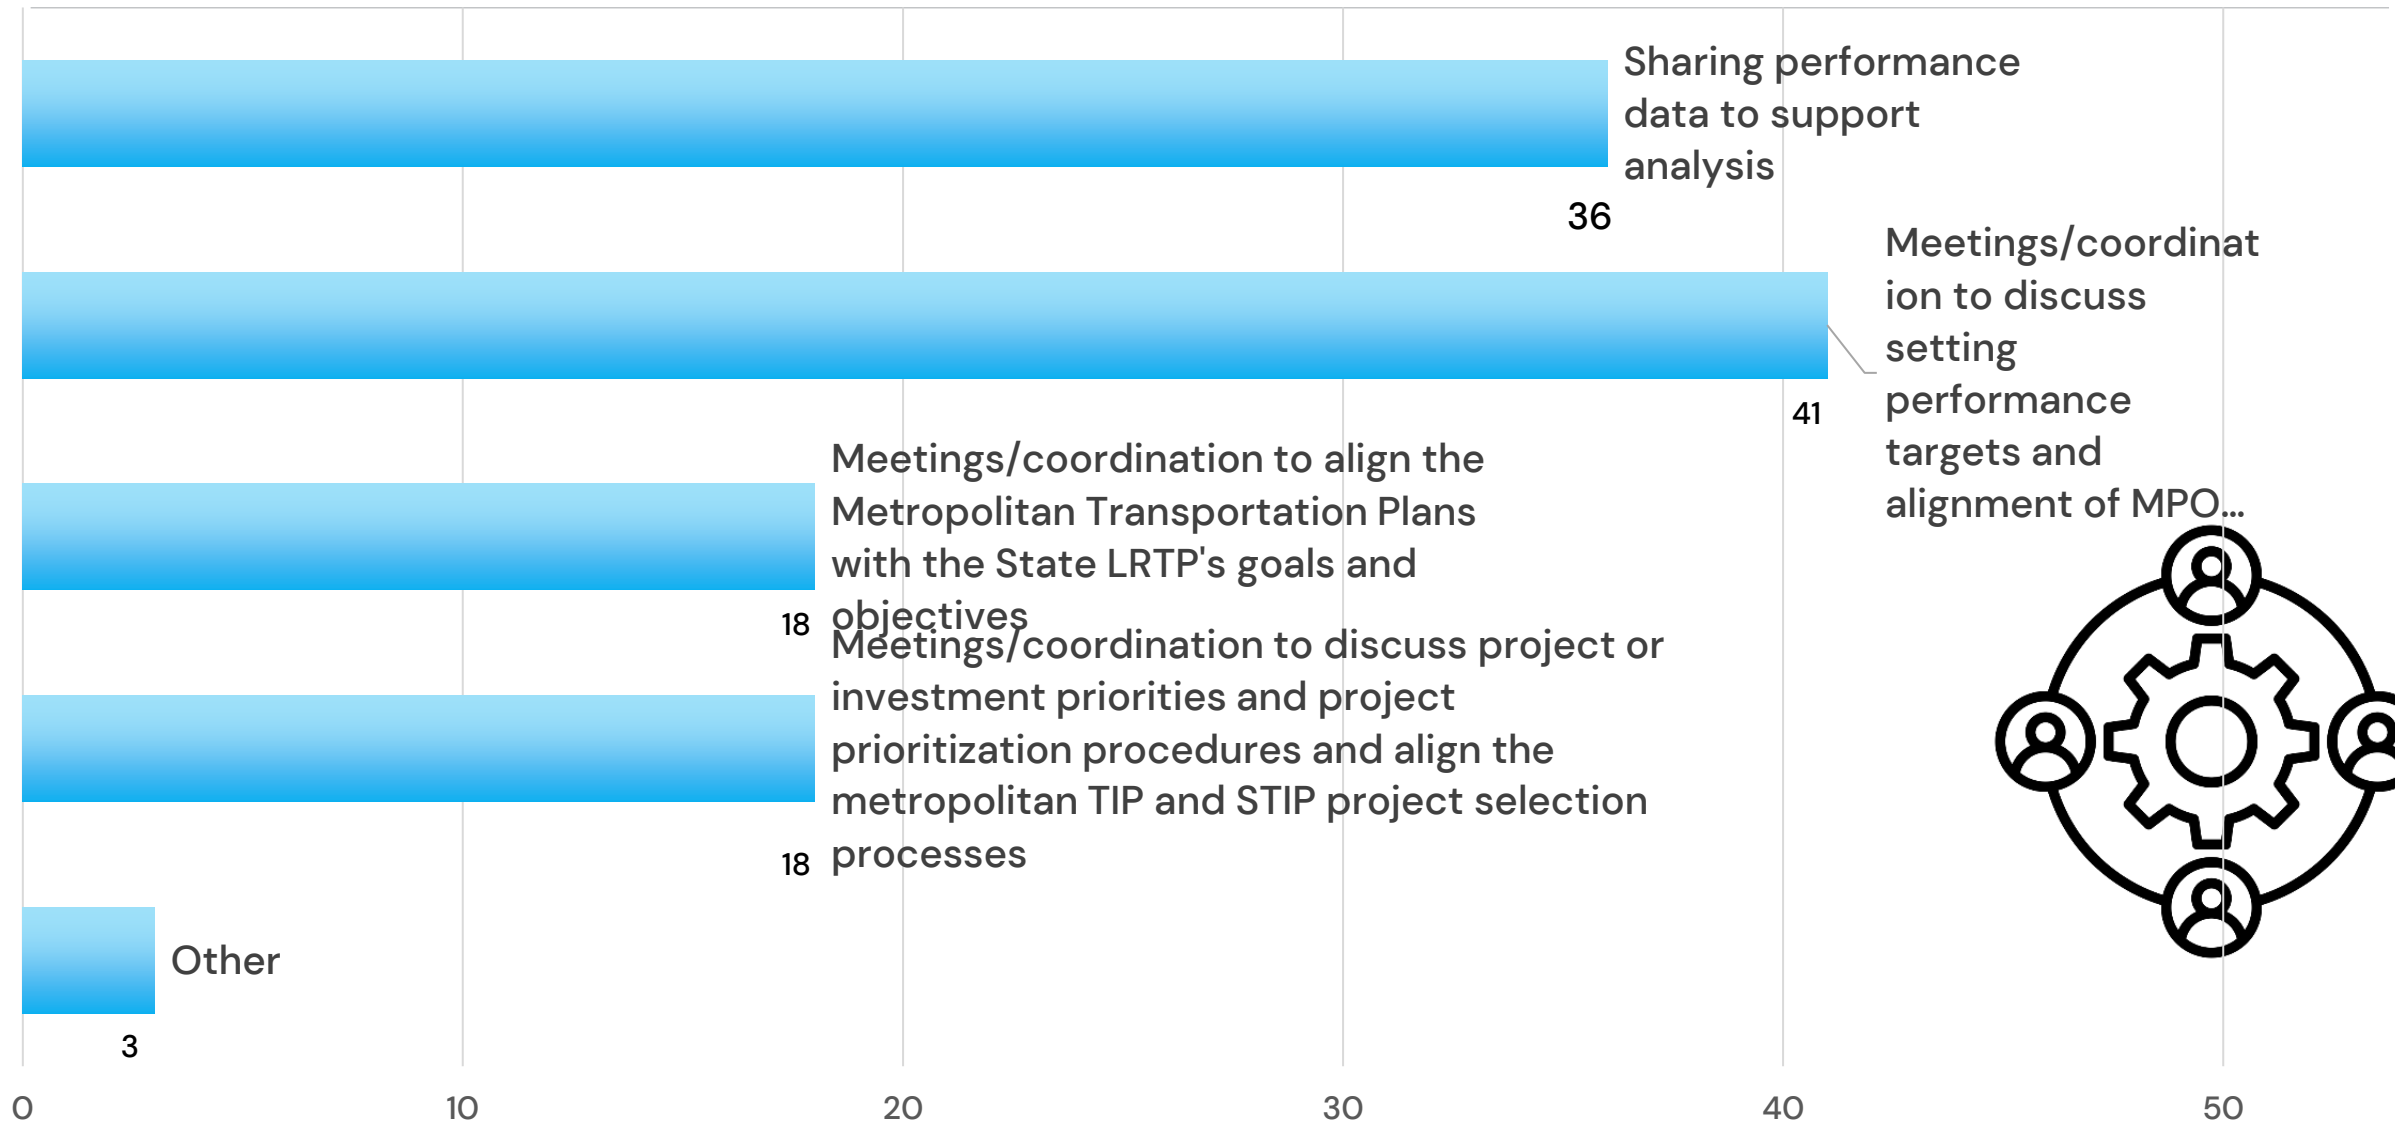 Sharing performance
data to support
analysis
36
Meetings/coordinat
ion to discuss
setting
performance
targets and
alignment of MPO...
41
Meetings/coordination to align the
Metropolitan Transportation Plans
with the State LRTP's goals and
objectives
18
Meetings/coordination to discuss project or
investment priorities and project
prioritization procedures and align the
metropolitan TIP and STIP project selection
processes
18
Other
3
0 10 20 30 40 50